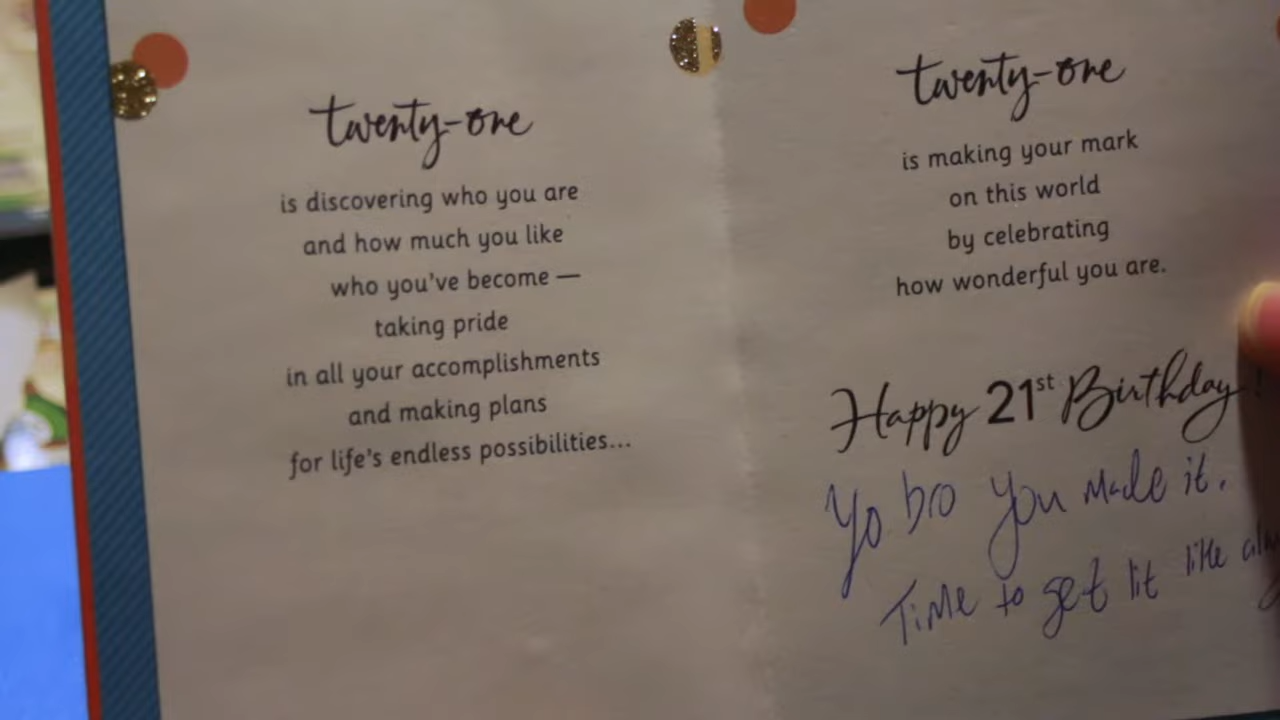 twenty-one
is discovering who you are
and how much you like
who you've become —
taking pride
in all your accomplishments
and making plans
for life's endless possibilities...
twenty-one
is making your mark
on this world
by celebrating
how wonderful you are.
Happy 21st Birthday!
Yo bro you made it.
Time to get lit like